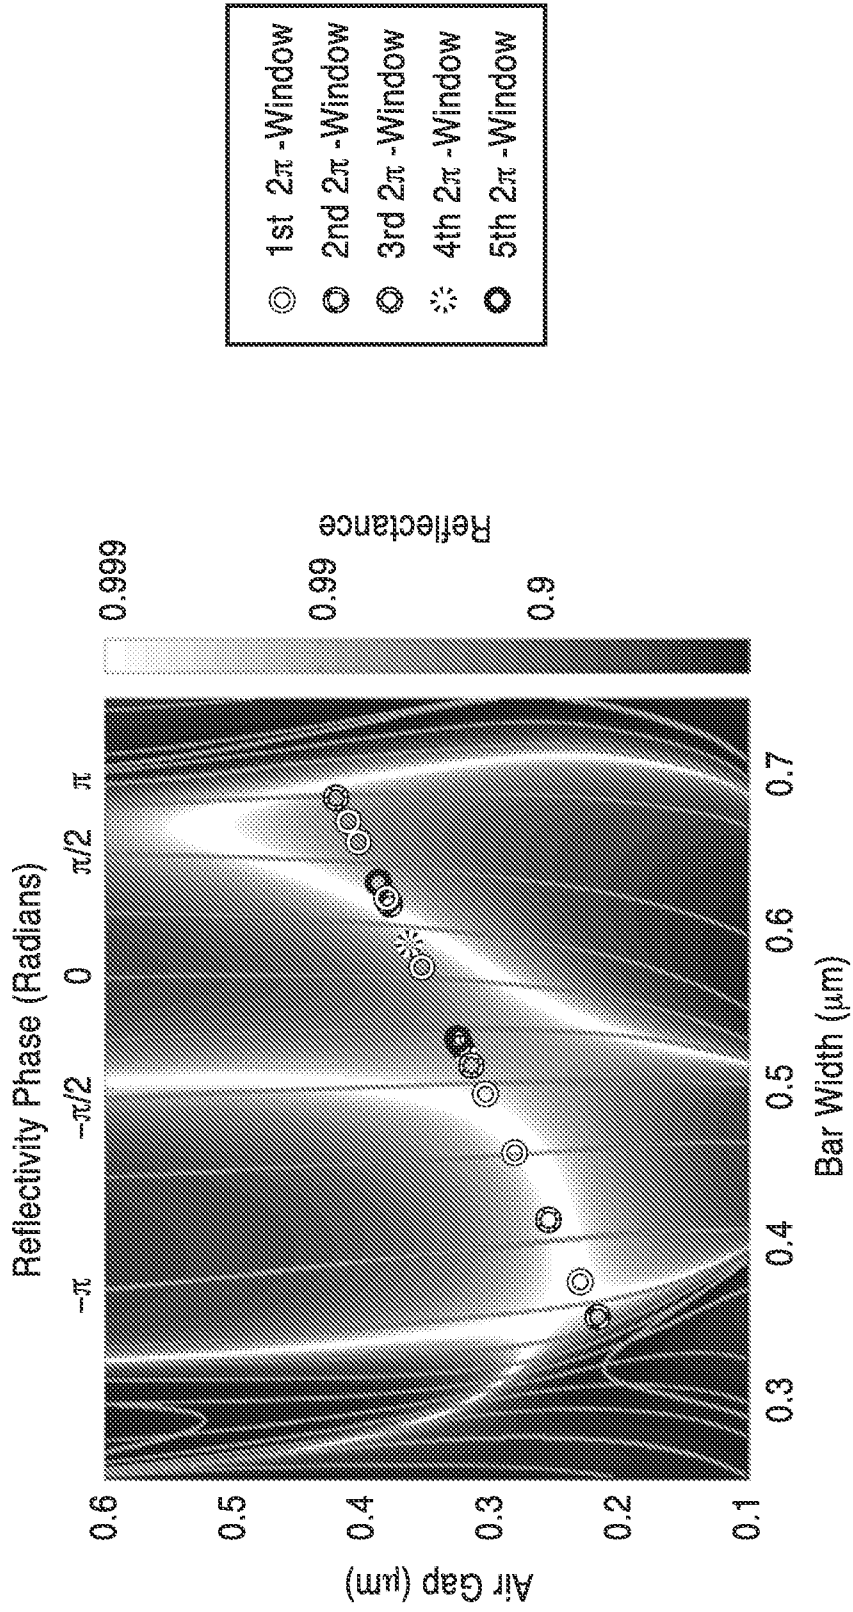 Reflectivity Phase (Radians)
-π
-π/2
0
π/2
π
0.6
0.5
0.4
0.3
0.2
0.1
Air Gap (μm)
0.3
0.4
0.5
0.6
0.7
Bar Width (μm)
0.999
0.99
0.9
Reflectance
1st 2π -Window
2nd 2π -Window
3rd 2π -Window
4th 2π -Window
5th 2π -Window